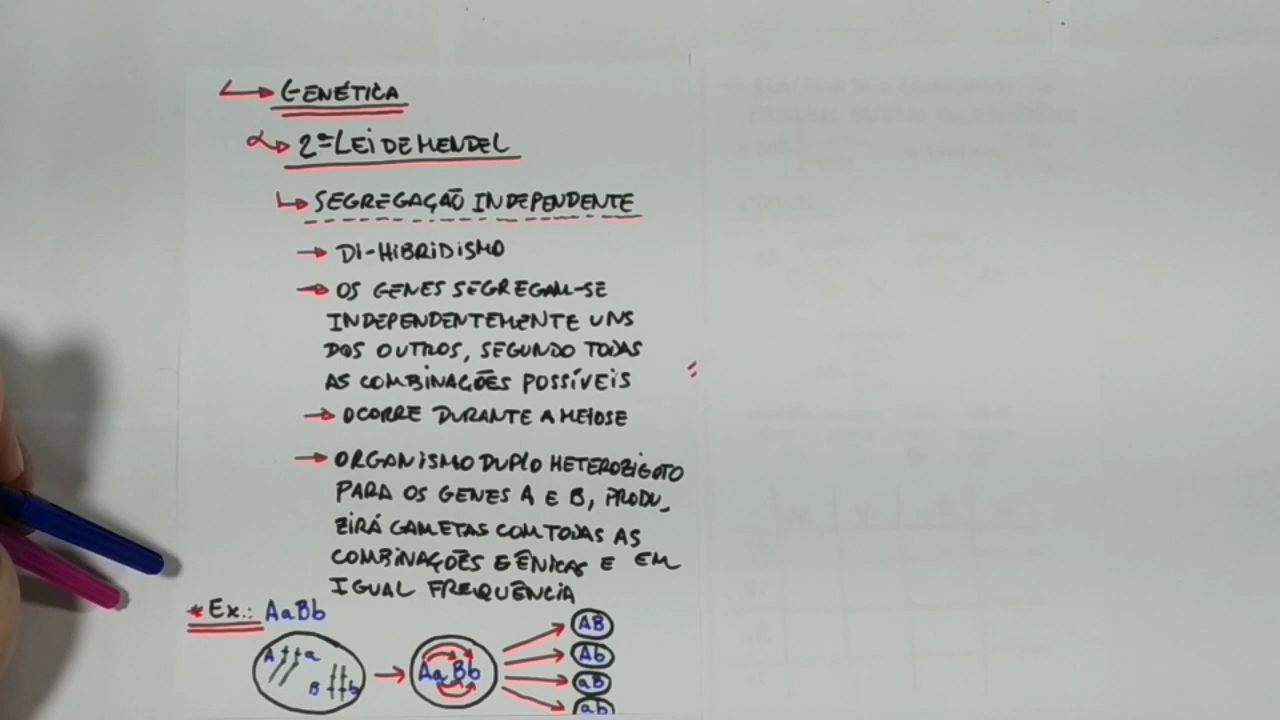 GENÉTICA
2ª LEI DE MENDEL
SEGREGAÇÃO INDEPENDENTE
DI-HIBRIDISMO
OS GENES SEGREGAM-SE
INDEPENDENTEMENTE UNS
DOS OUTROS, SEGUNDO TODAS
AS COMBINAÇÕES POSSÍVEIS
OCORRE DURANTE A MEIOSE
ORGANISMO DUPLO HETEROZIGOTO
PARA OS GENES A E B, PRODU-
ZIRÁ GAMETAS COM TODAS AS
COMBINAÇÕES GÊNICAS E EM
IGUAL FREQUÊNCIA
* Ex.: AaBb
AB
A a Ab
AaBb
B b aB
ab